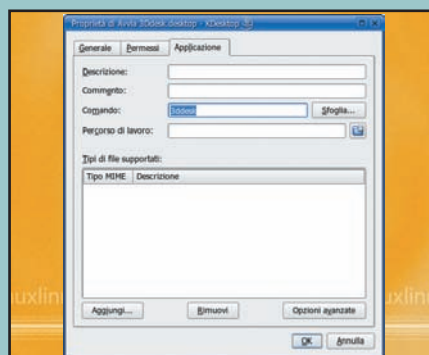 Proprietà di Avvia 3Ddesk.desktop - KDesktop
Generale Permessi Applicazione
Descrizione:
Commento:
Comando: 3ddesk Sfoglia...
Percorso di lavoro:
Tipi di file supportati:
Tipo MIME Descrizione
Aggiungi... Rimuovi Opzioni avanzate
OK Annulla